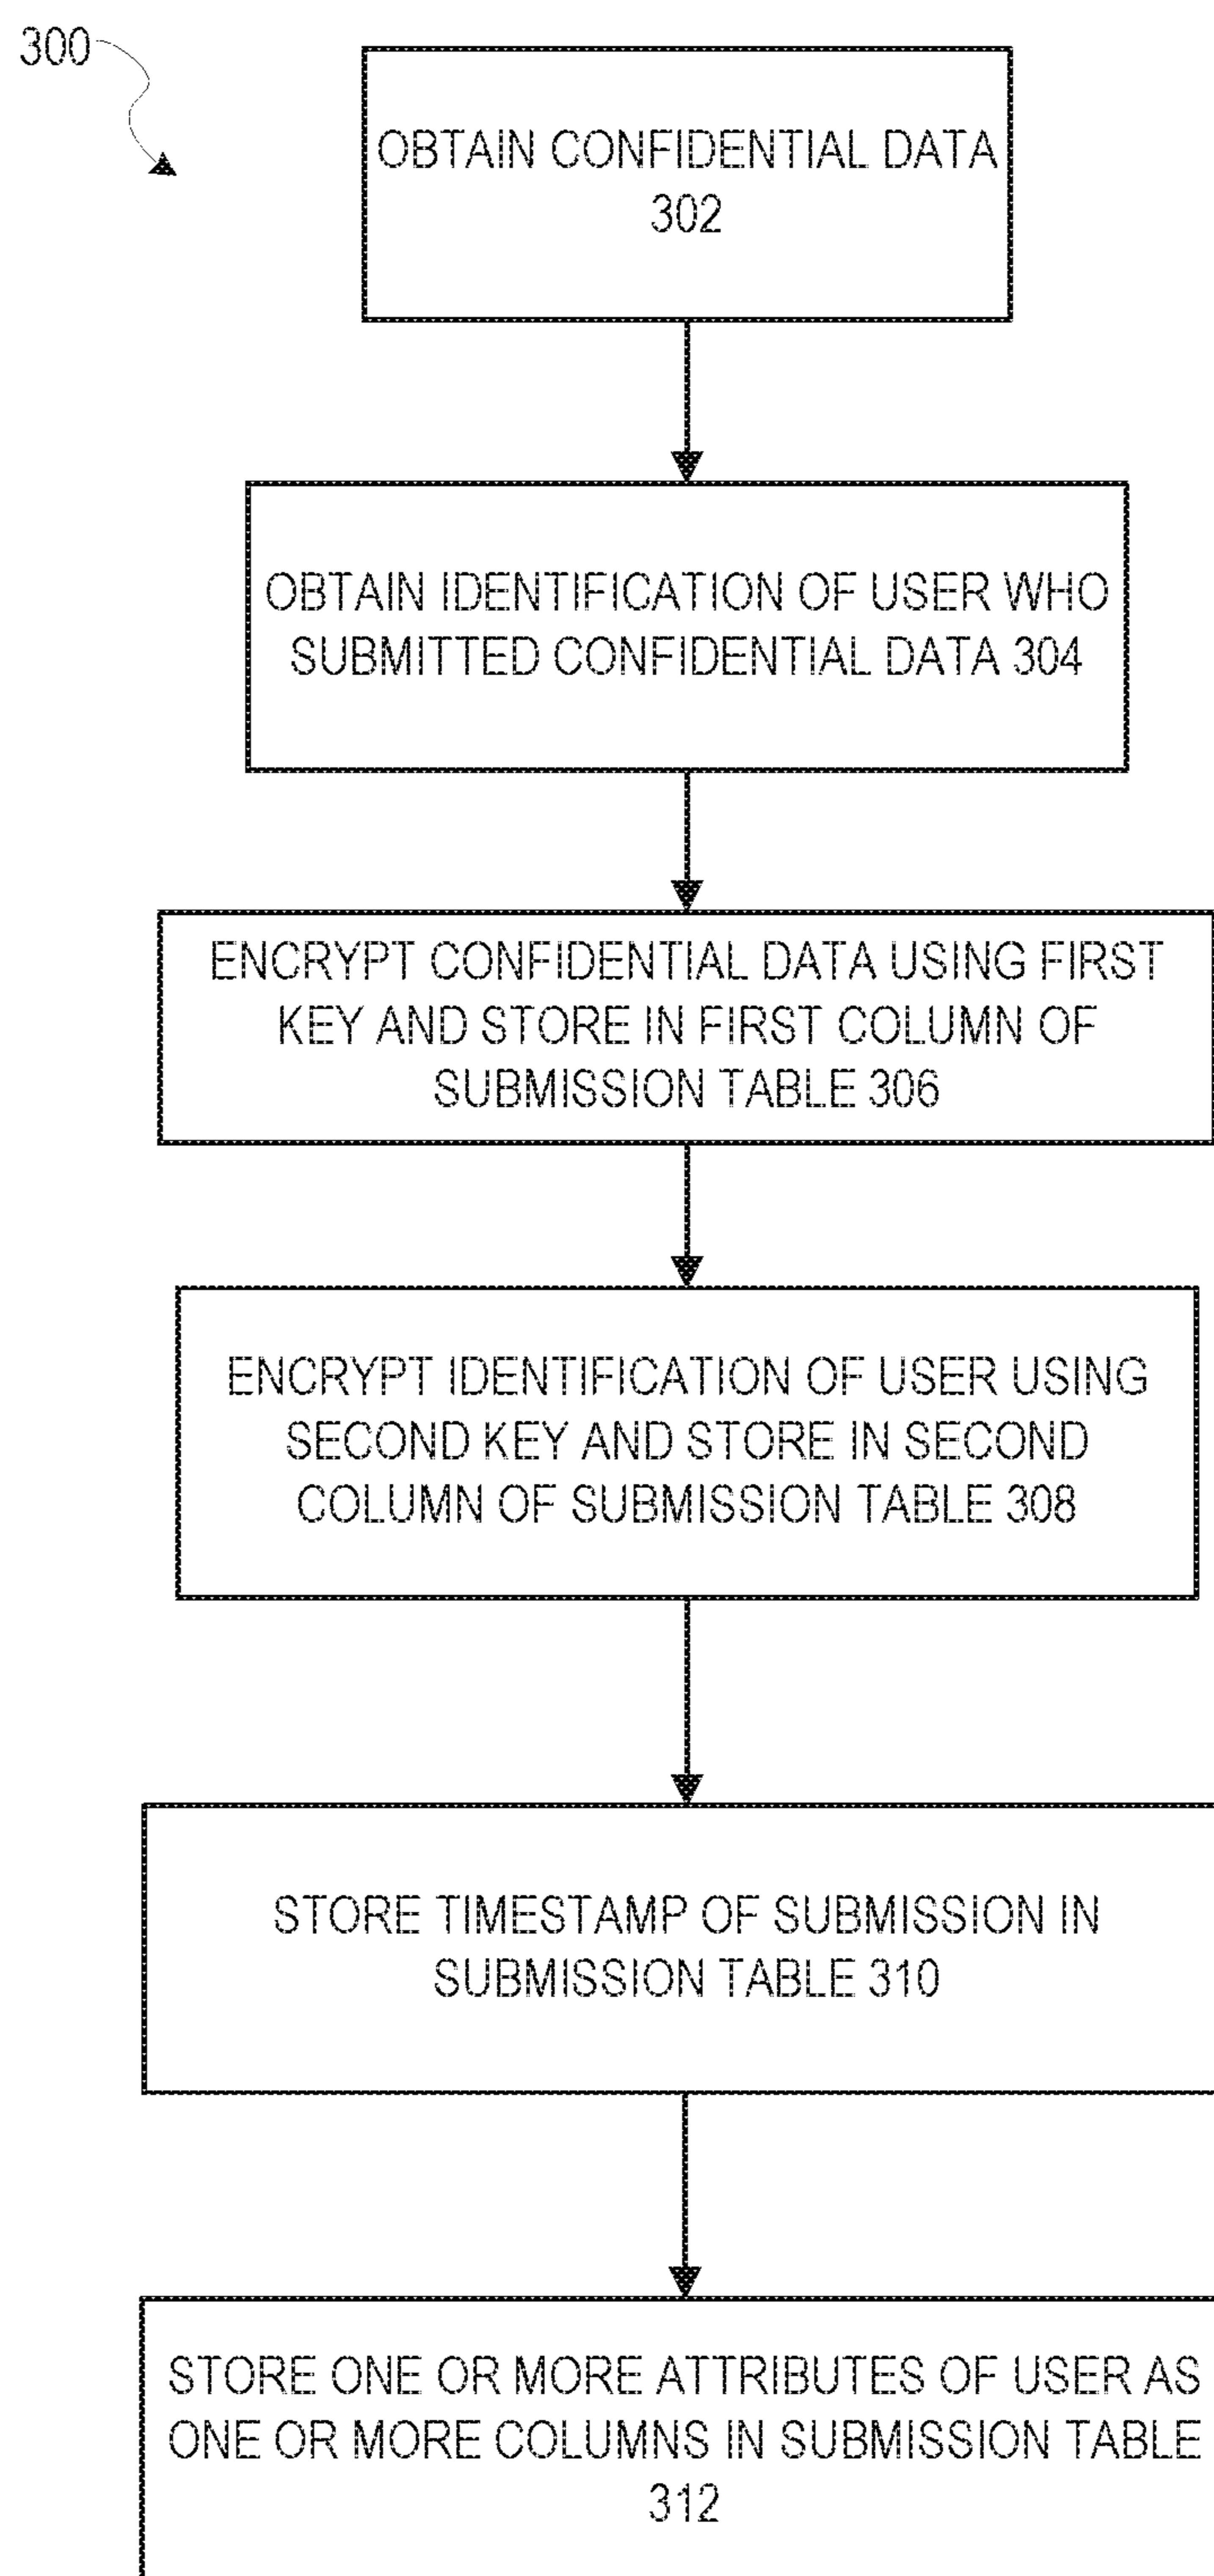 300
OBTAIN CONFIDENTIAL DATA
302
OBTAIN IDENTIFICATION OF USER WHO
SUBMITTED CONFIDENTIAL DATA 304
ENCRYPT CONFIDENTIAL DATA USING FIRST
KEY AND STORE IN FIRST COLUMN OF
SUBMISSION TABLE 306
ENCRYPT IDENTIFICATION OF USER USING
SECOND KEY AND STORE IN SECOND
COLUMN OF SUBMISSION TABLE 308
STORE TIMESTAMP OF SUBMISSION IN
SUBMISSION TABLE 310
STORE ONE OR MORE ATTRIBUTES OF USER AS
ONE OR MORE COLUMNS IN SUBMISSION TABLE
312